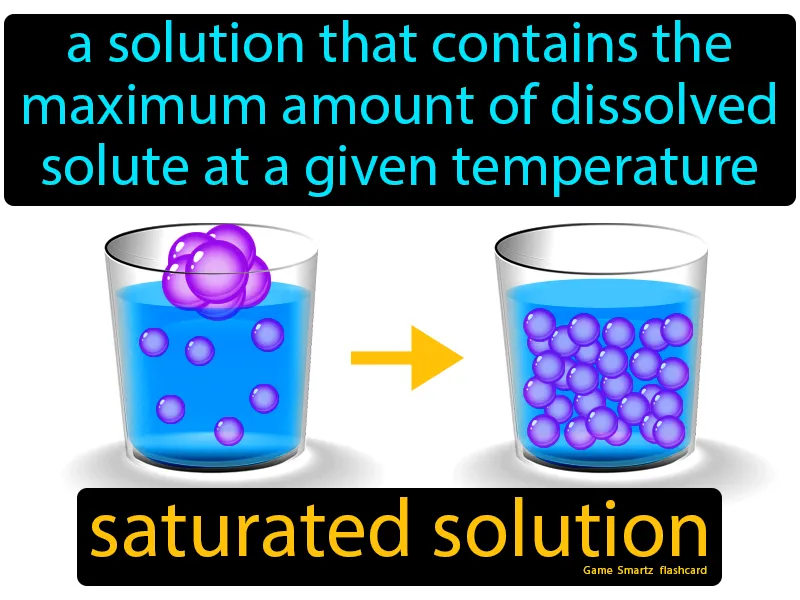 a solution that contains the
maximum amount of dissolved
solute at a given temperature
saturated solution
Game Smartz flashcard